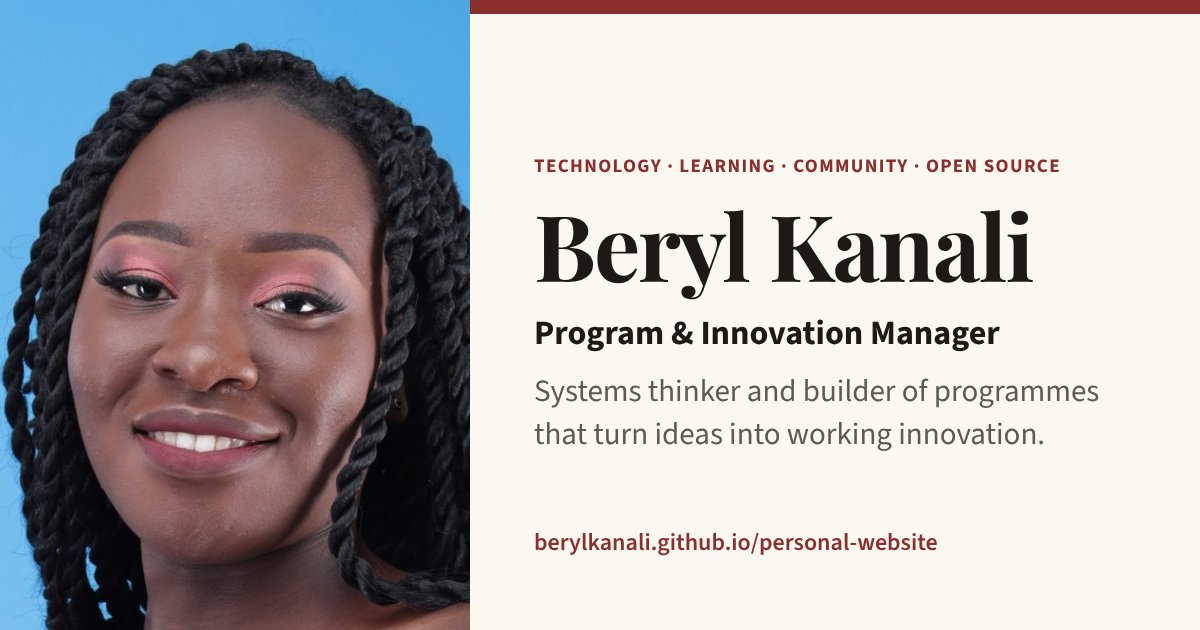 TECHNOLOGY · LEARNING · COMMUNITY · OPEN SOURCE
Beryl Kanali
Program & Innovation Manager
Systems thinker and builder of programmes
that turn ideas into working innovation.
berylkanali.github.io/personal-website